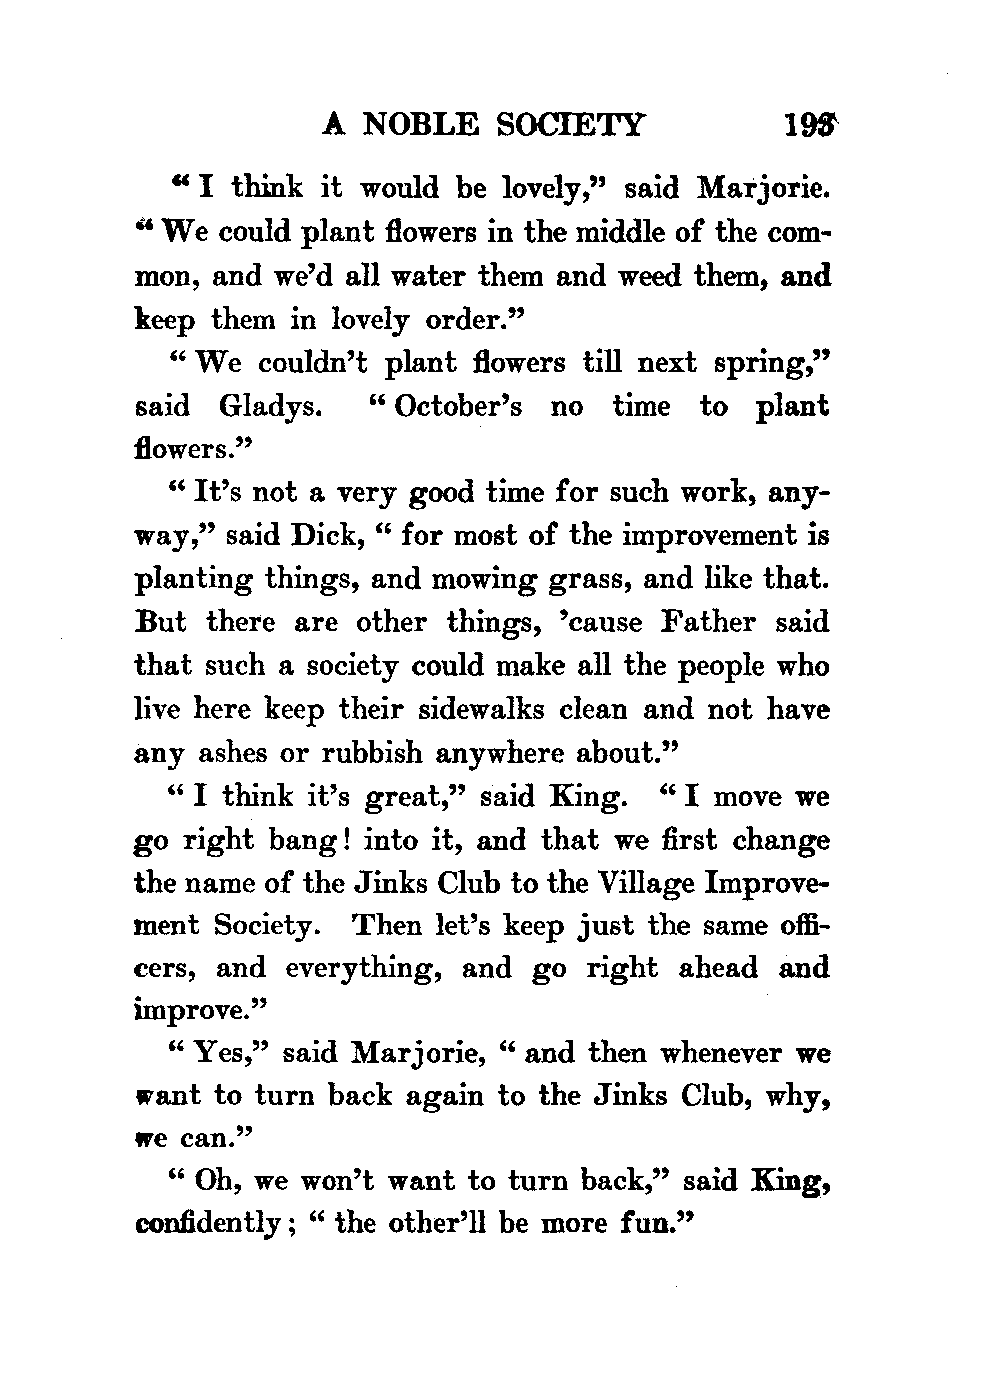 A NOBLE SOCIETY 193
“I think it would be lovely,” said Marjorie.
“We could plant flowers in the middle of the com-
mon, and we’d all water them and weed them, and
keep them in lovely order.”
“We couldn’t plant flowers till next spring,”
said Gladys. “October’s no time to plant
flowers.”
“It’s not a very good time for such work, any-
way,” said Dick, “for most of the improvement is
planting things, and mowing grass, and like that.
But there are other things, ’cause Father said
that such a society could make all the people who
live here keep their sidewalks clean and not have
any ashes or rubbish anywhere about.”
“I think it’s great,” said King. “I move we
go right bang! into it, and that we first change
the name of the Jinks Club to the Village Improve-
ment Society. Then let’s keep just the same offi-
cers, and everything, and go right ahead and
improve.”
“Yes,” said Marjorie, “and then whenever we
want to turn back again to the Jinks Club, why,
we can.”
“Oh, we won’t want to turn back,” said King,
confidently; “the other’ll be more fun.”